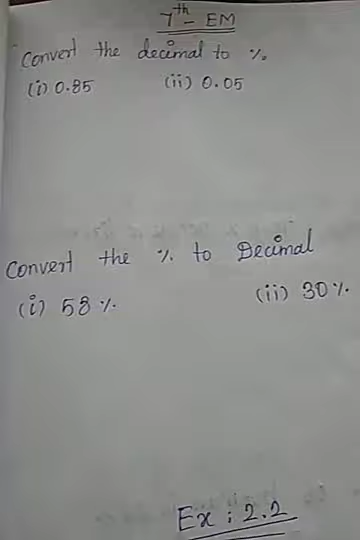 7th - EM
Convert the decimal to %
(i) 0.85 (ii) 0.05
Convert the % to Decimal
(i) 58% (ii) 30%
Ex : 2.2